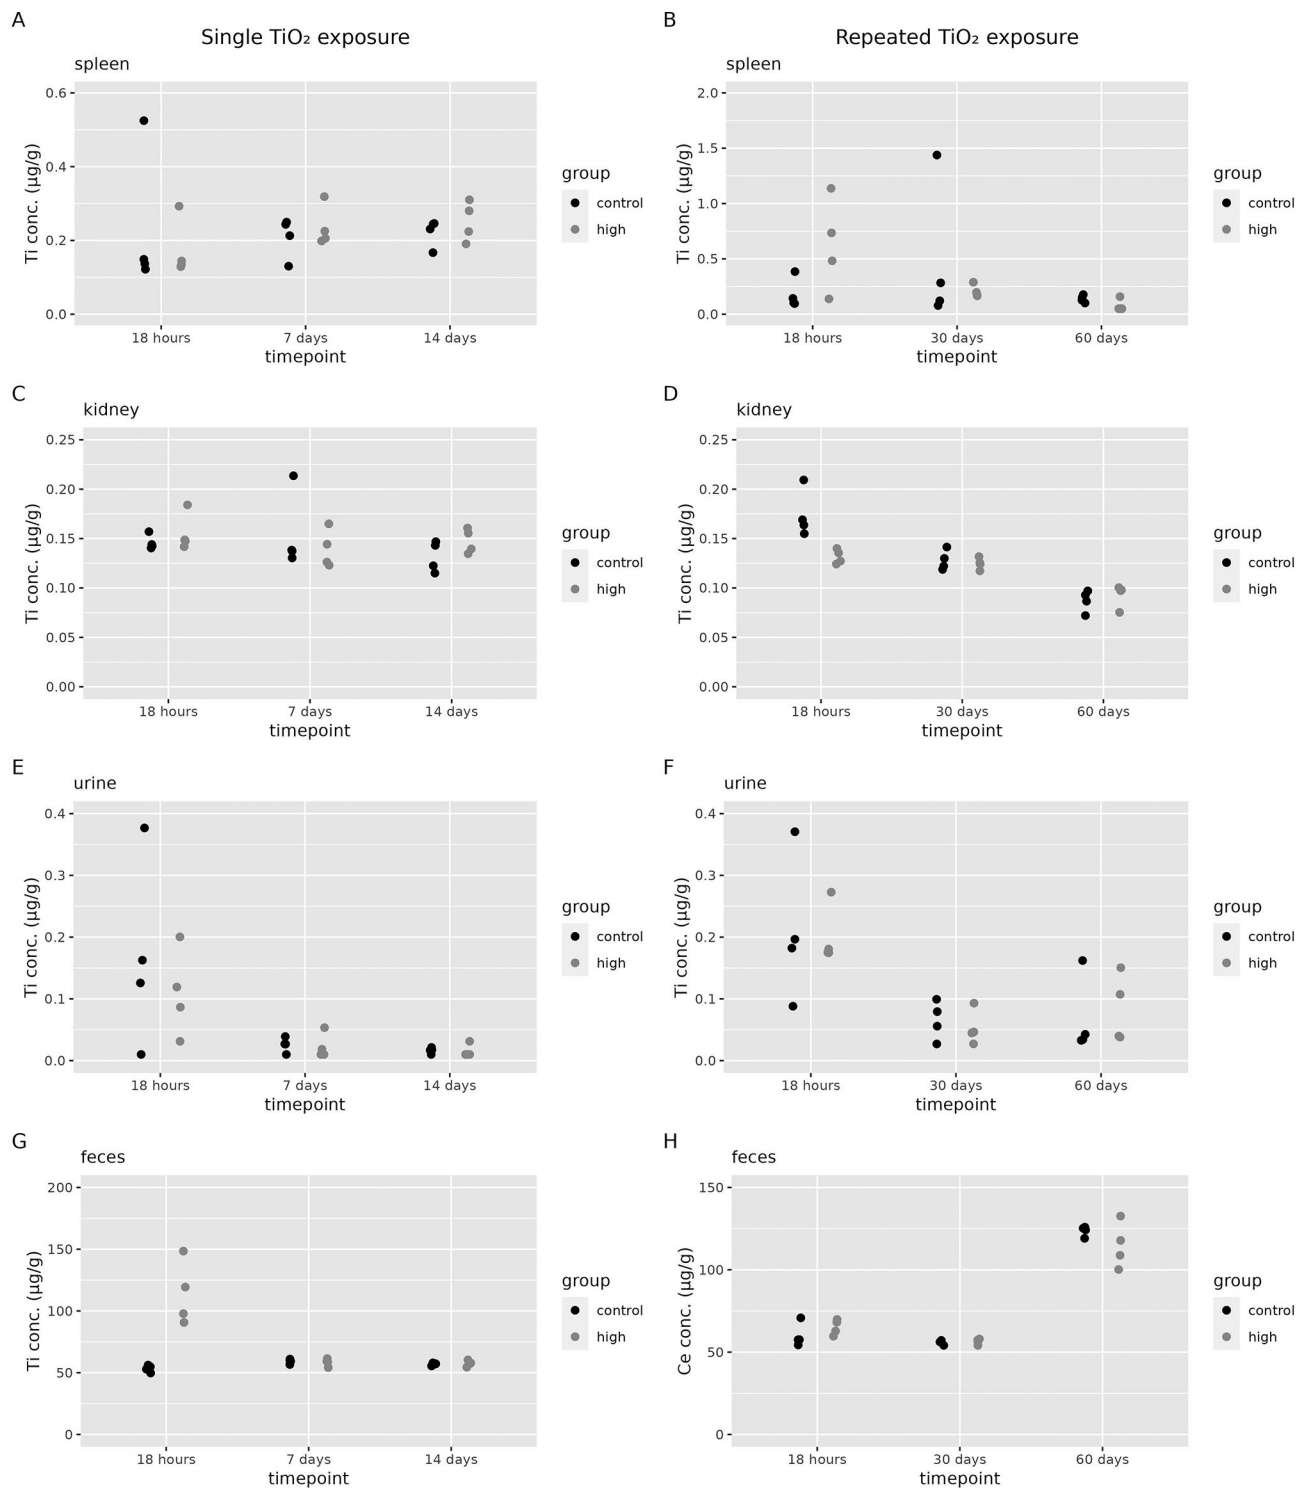 A
Single TiO₂ exposure
spleen
Ti conc. (µg/g)
0.6
0.4
0.2
0.0
18 hours
7 days
14 days
timepoint
group
control
high
B
Repeated TiO₂ exposure
spleen
Ti conc. (µg/g)
2.0
1.5
1.0
0.5
0.0
18 hours
30 days
60 days
timepoint
group
control
high
C
kidney
Ti conc. (µg/g)
0.25
0.20
0.15
0.10
0.05
0.00
18 hours
7 days
14 days
timepoint
group
control
high
D
kidney
Ti conc. (µg/g)
0.25
0.20
0.15
0.10
0.05
0.00
18 hours
30 days
60 days
timepoint
group
control
high
E
urine
Ti conc. (µg/g)
0.4
0.3
0.2
0.1
0.0
18 hours
7 days
14 days
timepoint
group
control
high
F
urine
Ti conc. (µg/g)
0.4
0.3
0.2
0.1
0.0
18 hours
30 days
60 days
timepoint
group
control
high
G
feces
Ti conc. (µg/g)
200
150
100
50
0
18 hours
7 days
14 days
timepoint
group
control
high
H
feces
Ce conc. (µg/g)
150
100
50
0
18 hours
30 days
60 days
timepoint
group
control
high